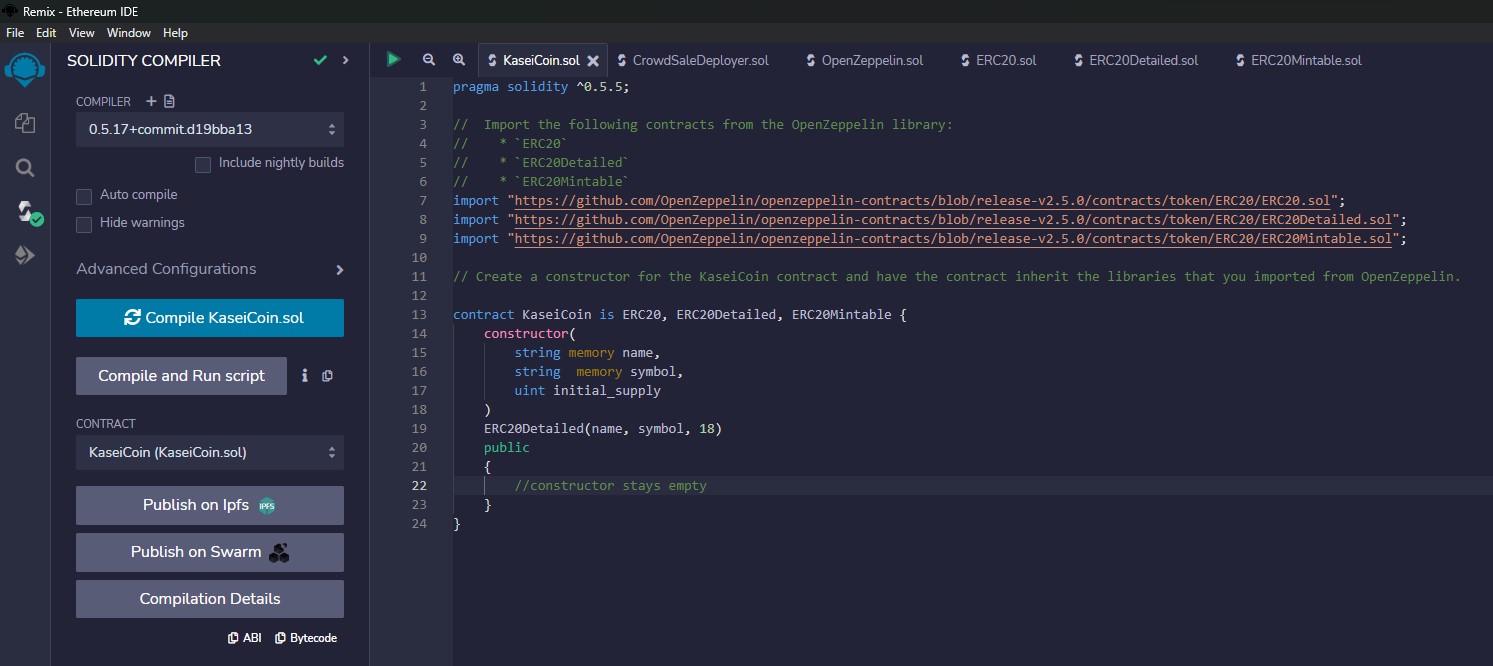 Remix - Ethereum IDE
File Edit View Window Help
SOLIDITY COMPILER
COMPILER
0.5.17+commit.d19bba13
Include nightly builds
Auto compile
Hide warnings
Advanced Configurations
Compile KaseiCoin.sol
Compile and Run script
CONTRACT
KaseiCoin (KaseiCoin.sol)
Publish on Ipfs IPFS
Publish on Swarm
Compilation Details
ABI Bytecode
KaseiCoin.sol CrowdSaleDeployer.sol OpenZeppelin.sol ERC20.sol ERC20Detailed.sol ERC20Mintable.sol
1 pragma solidity ^0.5.5;
2
3 //  Import the following contracts from the OpenZeppelin library:
4 //    * `ERC20`
5 //    * `ERC20Detailed`
6 //    * `ERC20Mintable`
7 import "https://github.com/OpenZeppelin/openzeppelin-contracts/blob/release-v2.5.0/contracts/token/ERC20/ERC20.sol";
8 import "https://github.com/OpenZeppelin/openzeppelin-contracts/blob/release-v2.5.0/contracts/token/ERC20/ERC20Detailed.sol";
9 import "https://github.com/OpenZeppelin/openzeppelin-contracts/blob/release-v2.5.0/contracts/token/ERC20/ERC20Mintable.sol";
10
11 // Create a constructor for the KaseiCoin contract and have the contract inherit the libraries that you imported from OpenZeppelin.
12
13 contract KaseiCoin is ERC20, ERC20Detailed, ERC20Mintable {
14     constructor(
15         string memory name,
16         string  memory symbol,
17         uint initial_supply
18     )
19     ERC20Detailed(name, symbol, 18)
20     public
21     {
22         //constructor stays empty
23     }
24 }